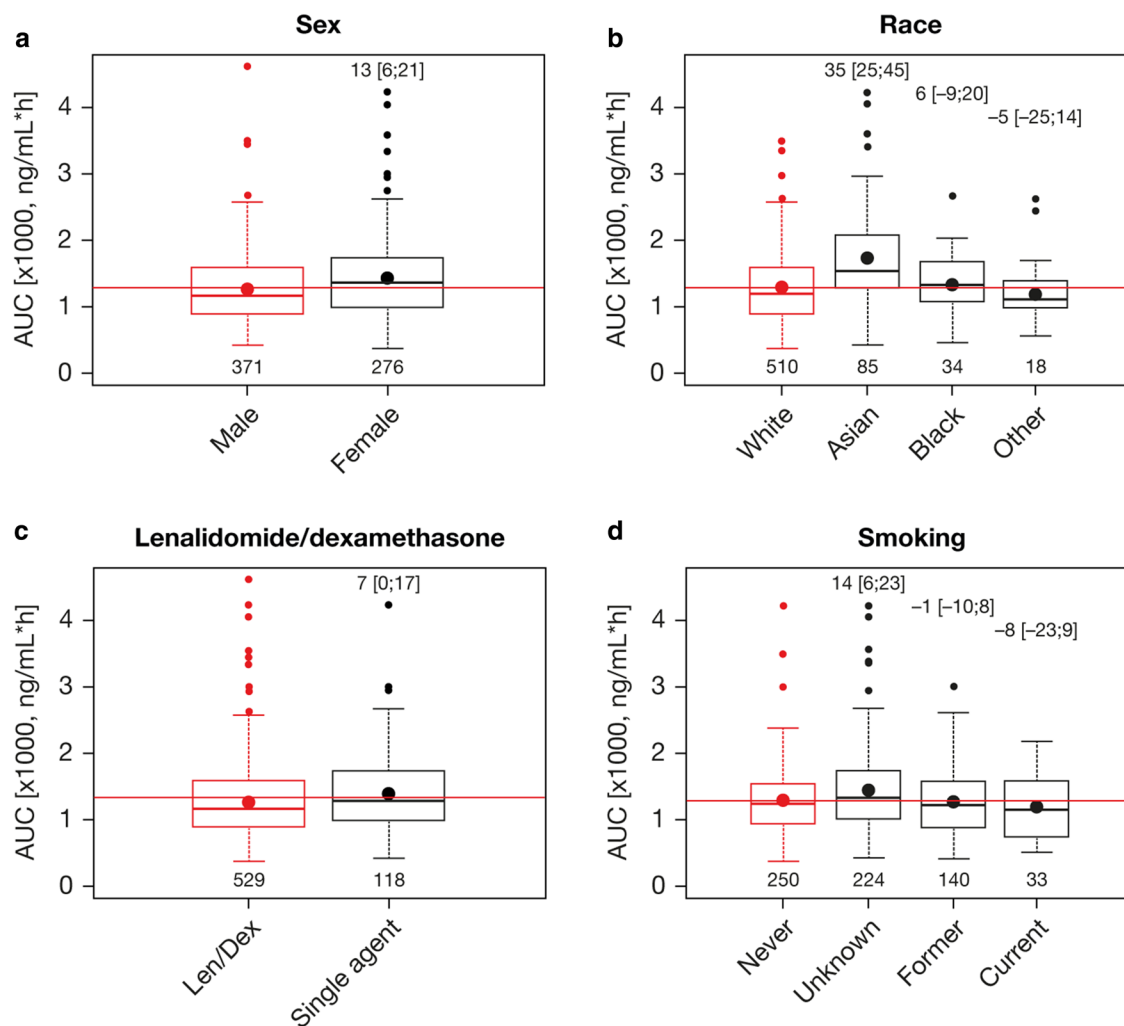 a
Sex
AUC [x1000, ng/mL*h]
4
3
2
1
0
13 [6;21]
371
276
Male
Female
b
Race
AUC [x1000, ng/mL*h]
4
3
2
1
0
35 [25;45]
6 [–9;20]
–5 [–25;14]
510
85
34
18
White
Asian
Black
Other
c
Lenalidomide/dexamethasone
AUC [x1000, ng/mL*h]
4
3
2
1
0
7 [0;17]
529
118
Len/Dex
Single agent
d
Smoking
AUC [x1000, ng/mL*h]
4
3
2
1
0
14 [6;23]
–1 [–10;8]
–8 [–23;9]
250
224
140
33
Never
Unknown
Former
Current